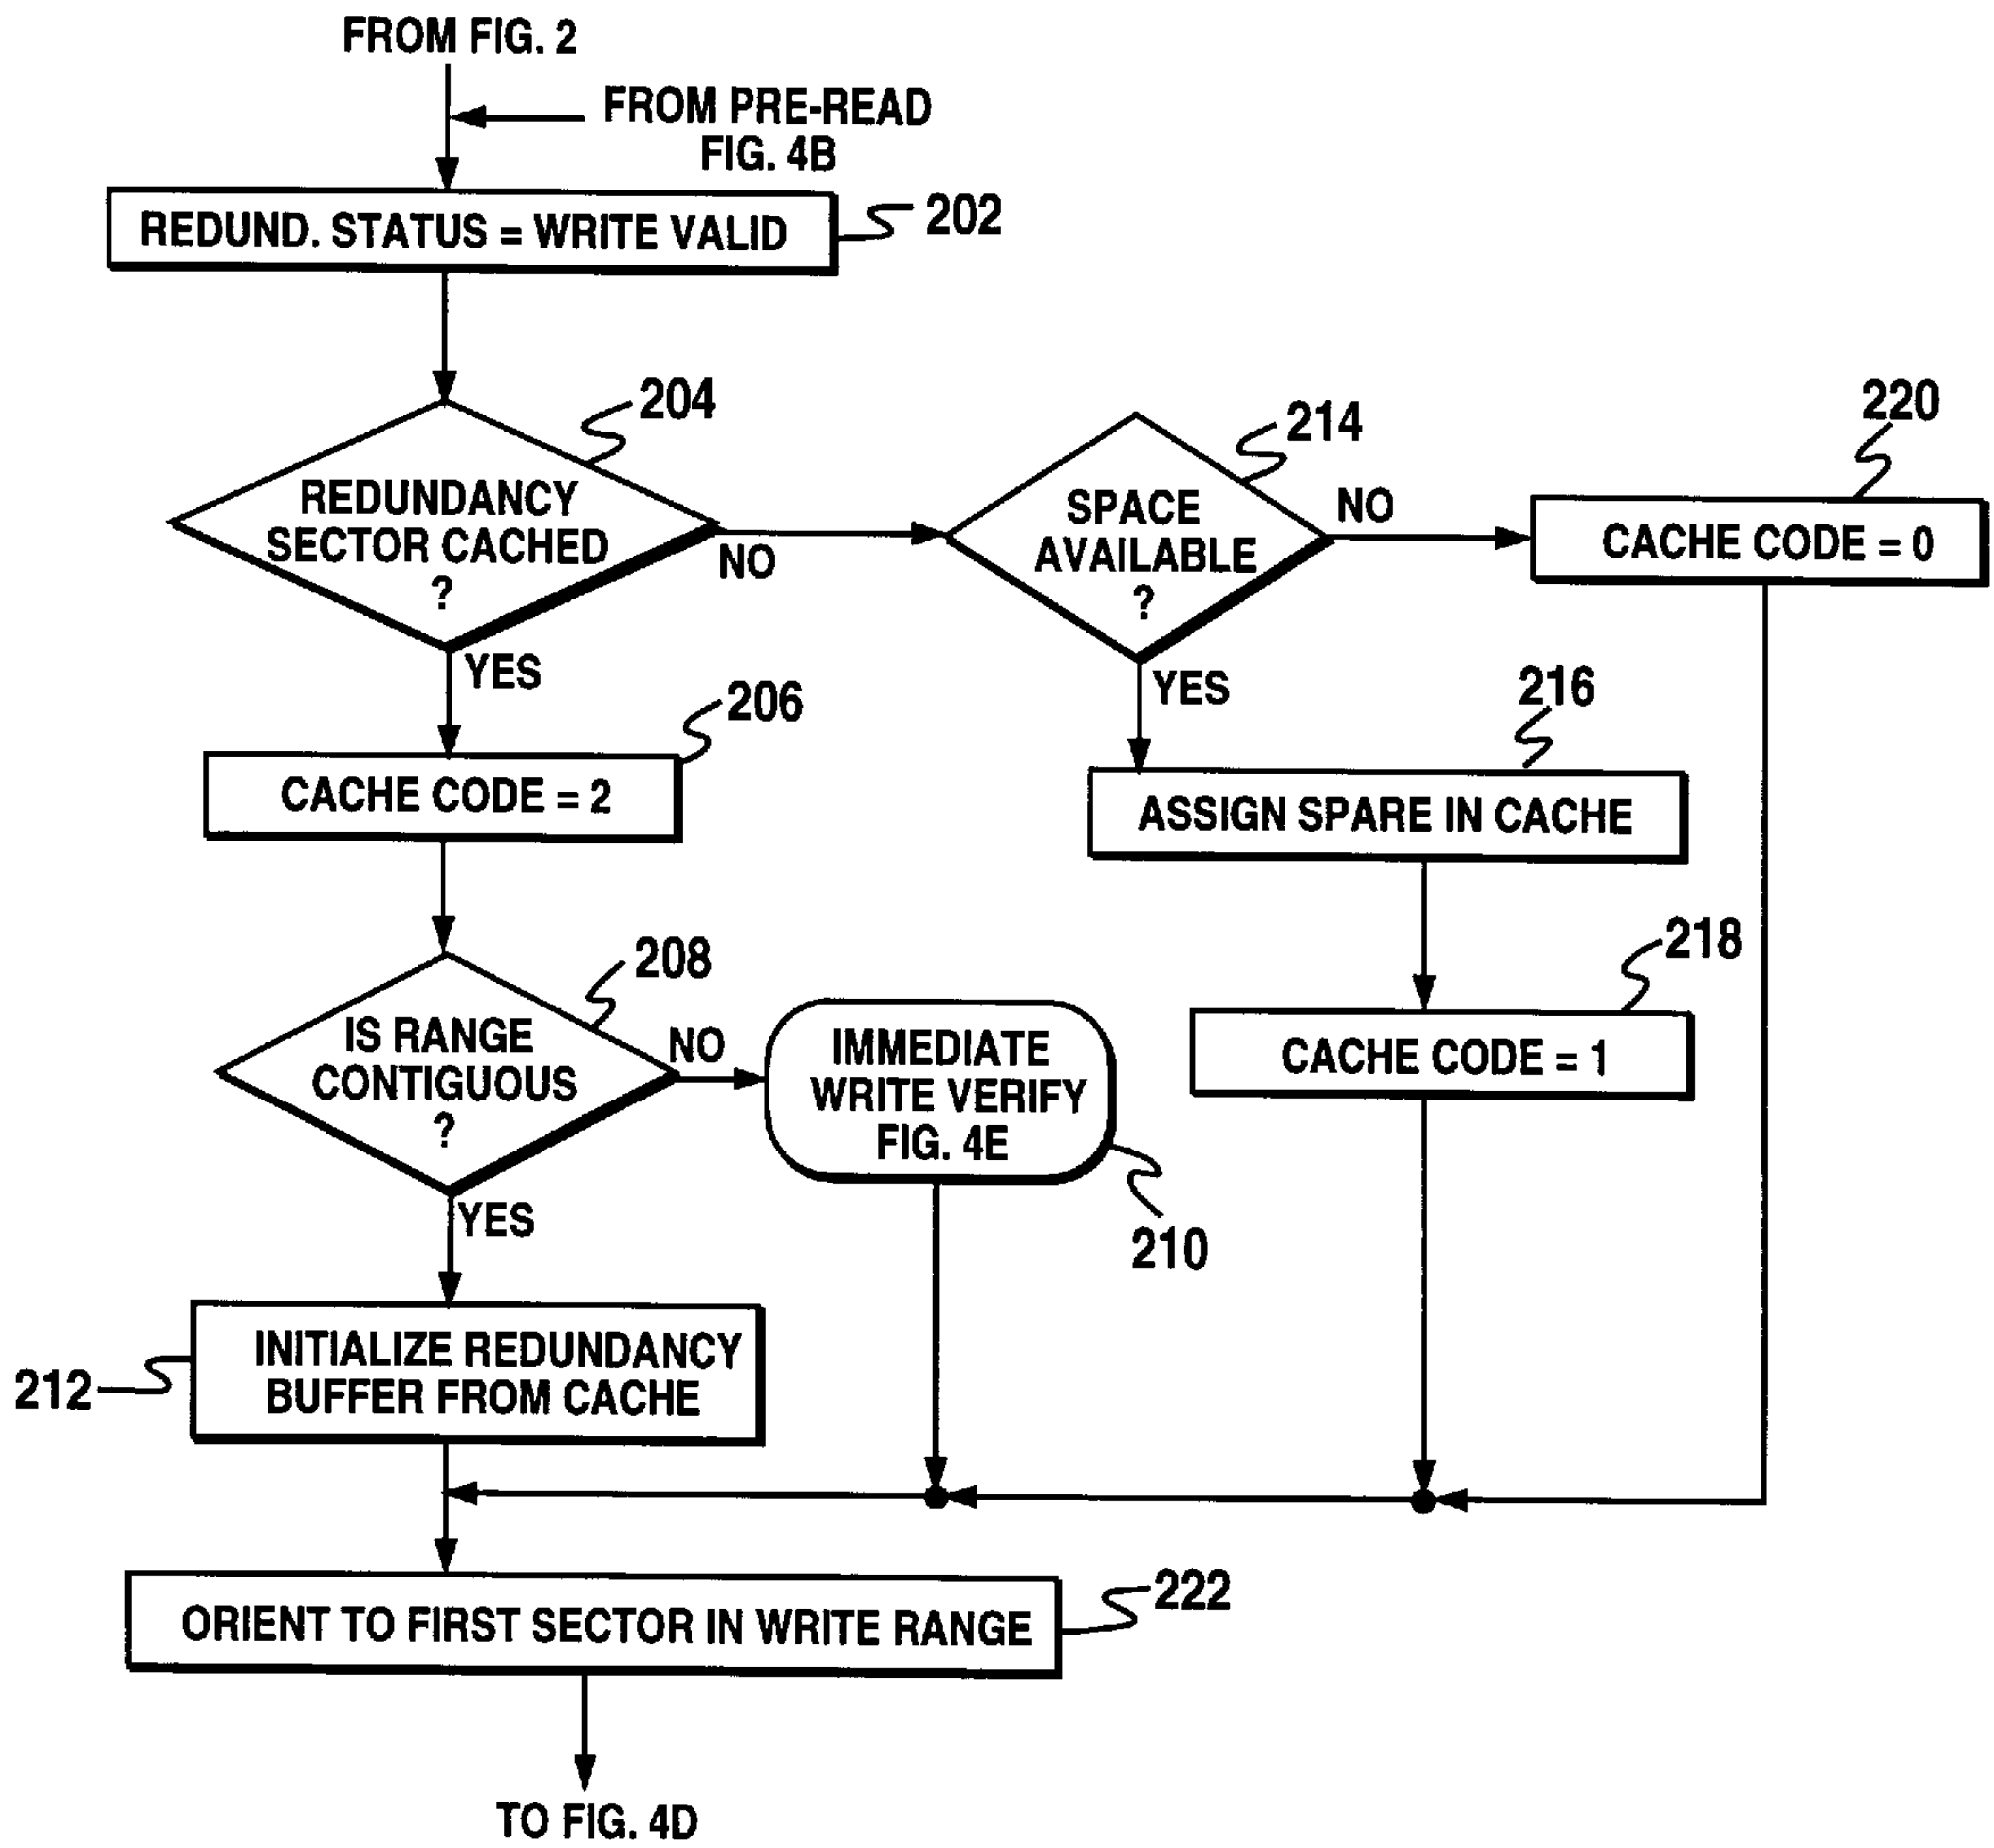 FROM FIG. 2
FROM PRE-READ
FIG. 4B
REDUND. STATUS = WRITE VALID
202
204
REDUNDANCY
SECTOR CACHED
?
NO
YES
214
SPACE
AVAILABLE
?
NO
YES
220
CACHE CODE = 0
206
CACHE CODE = 2
216
ASSIGN SPARE IN CACHE
208
IS RANGE
CONTIGUOUS
?
NO
YES
IMMEDIATE
WRITE VERIFY
FIG. 4E
210
218
CACHE CODE = 1
212
INITIALIZE REDUNDANCY
BUFFER FROM CACHE
222
ORIENT TO FIRST SECTOR IN WRITE RANGE
TO FIG. 4D